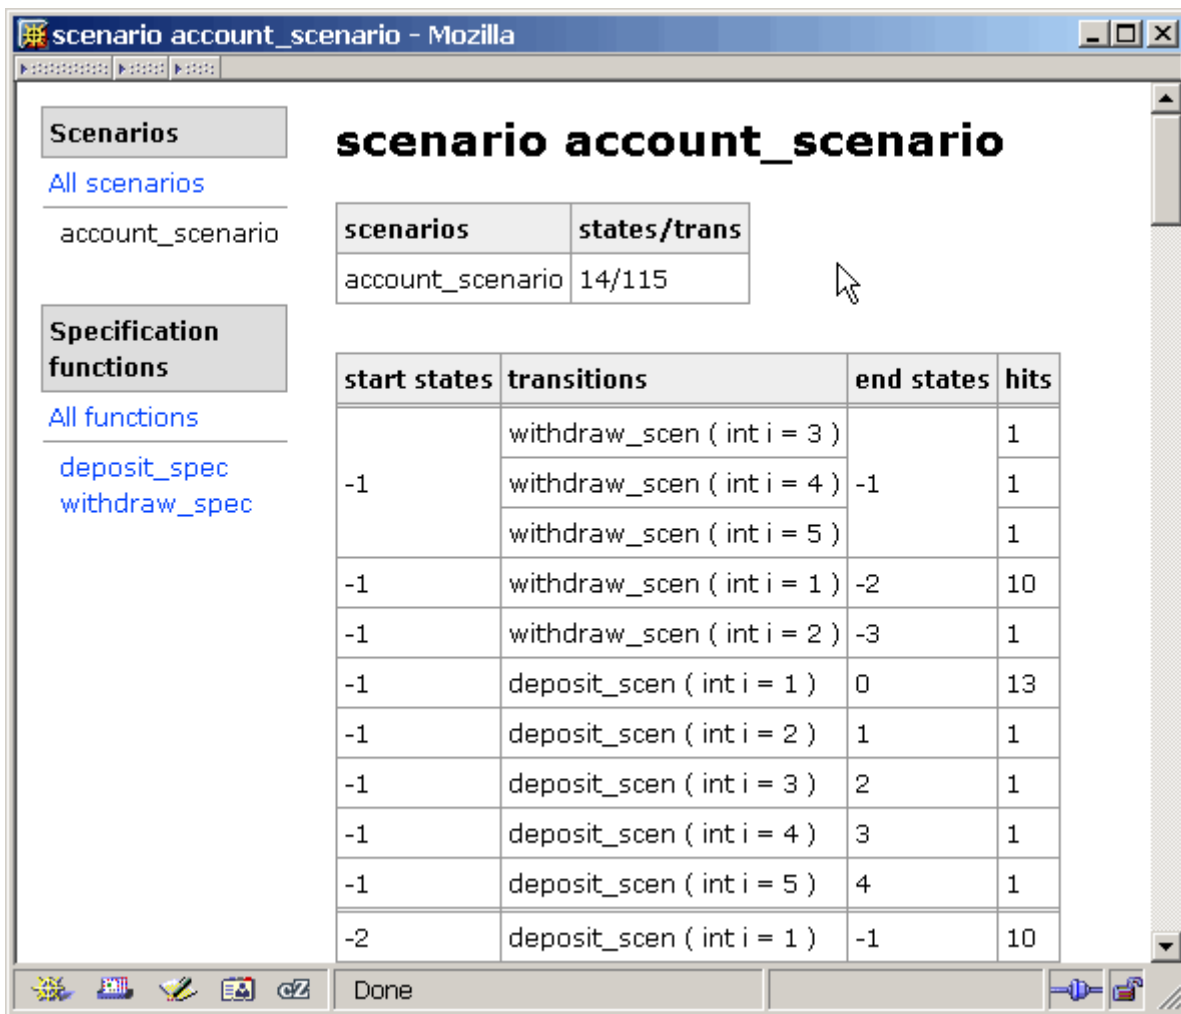 scenario account_scenario - Mozilla
Scenarios
All scenarios
account_scenario
Specification
functions
All functions
deposit_spec
withdraw_spec
scenario account_scenario
scenarios states/trans
account_scenario 14/115
start states transitions end states hits
withdraw_scen ( int i = 3 ) 1
-1 withdraw_scen ( int i = 4 ) -1 1
withdraw_scen ( int i = 5 ) 1
-1 withdraw_scen ( int i = 1 ) -2 10
-1 withdraw_scen ( int i = 2 ) -3 1
-1 deposit_scen ( int i = 1 ) 0 13
-1 deposit_scen ( int i = 2 ) 1 1
-1 deposit_scen ( int i = 3 ) 2 1
-1 deposit_scen ( int i = 4 ) 3 1
-1 deposit_scen ( int i = 5 ) 4 1
-2 deposit_scen ( int i = 1 ) -1 10
cZ Done